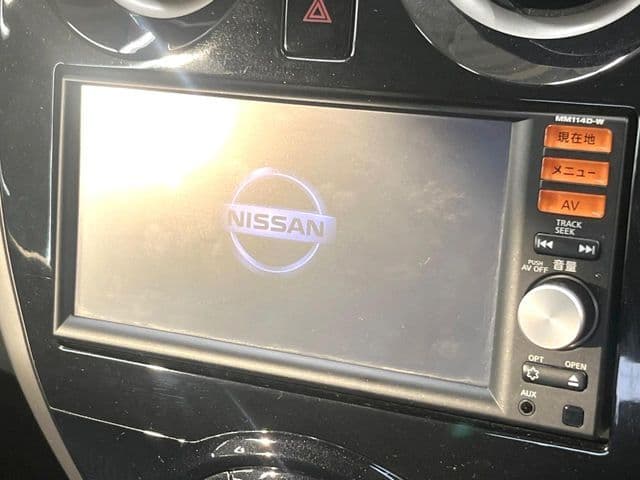 MM114D-W
現在地
メニュー
AV
NISSAN
TRACK
SEEK
PUSH
AV OFF
音量
OPT
OPEN
AUX